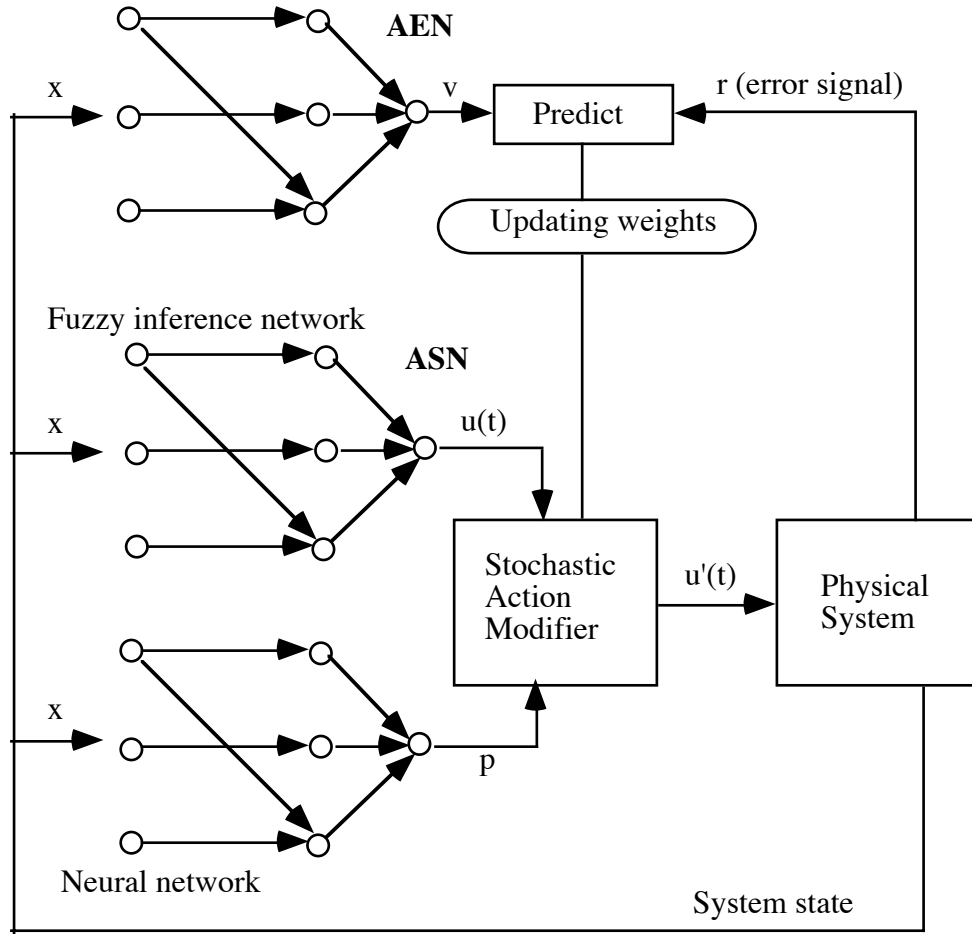 AEN
x
v
r (error signal)
Predict
Updating weights
Fuzzy inference network
ASN
x
u(t)
Stochastic
Action
Modifier
u'(t)
Physical
System
x
p
Neural network
System state